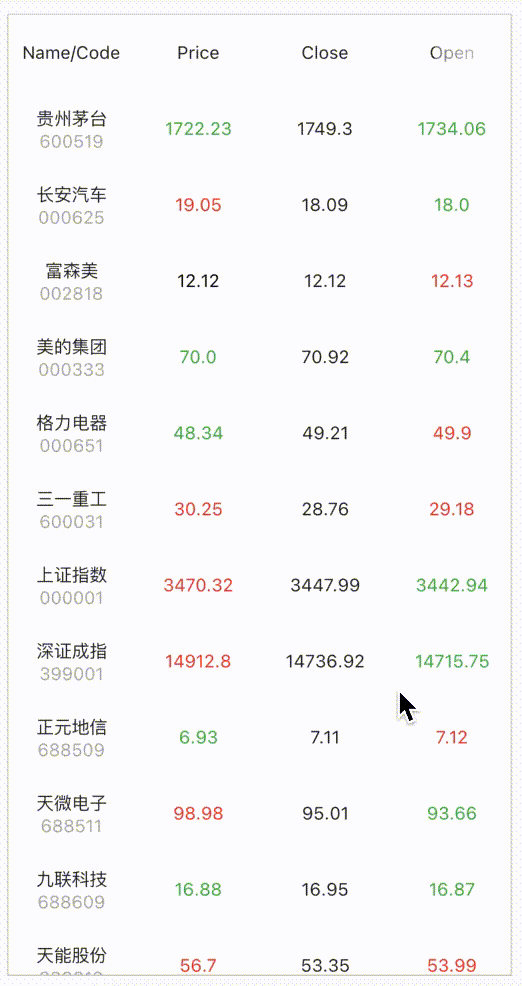 Name/Code Price Close Open
贵州茅台
600519 1722.23 1749.3 1734.06
长安汽车
000625 19.05 18.09 18.0
富森美
002818 12.12 12.12 12.13
美的集团
000333 70.0 70.92 70.4
格力电器
000651 48.34 49.21 49.9
三一重工
600031 30.25 28.76 29.18
上证指数
000001 3470.32 3447.99 3442.94
深证成指
399001 14912.8 14736.92 14715.75
正元地信
688509 6.93 7.11 7.12
天微电子
688511 98.98 95.01 93.66
九联科技
688609 16.88 16.95 16.87
天能股份
56.7 53.35 53.99